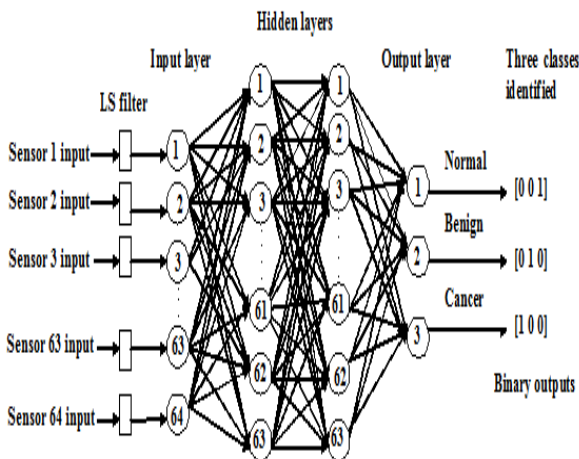 Hidden layers
Input layer
Output layer
Three classes
identified
LS filter
Sensor 1 input
Sensor 2 input
Sensor 3 input
Sensor 63 input
Sensor 64 input
1
2
3
63
64
1
2
3
61
62
63
1
2
3
61
62
63
1
2
3
Normal
[0 0 1]
Benign
[0 1 0]
Cancer
[1 0 0]
Binary outputs